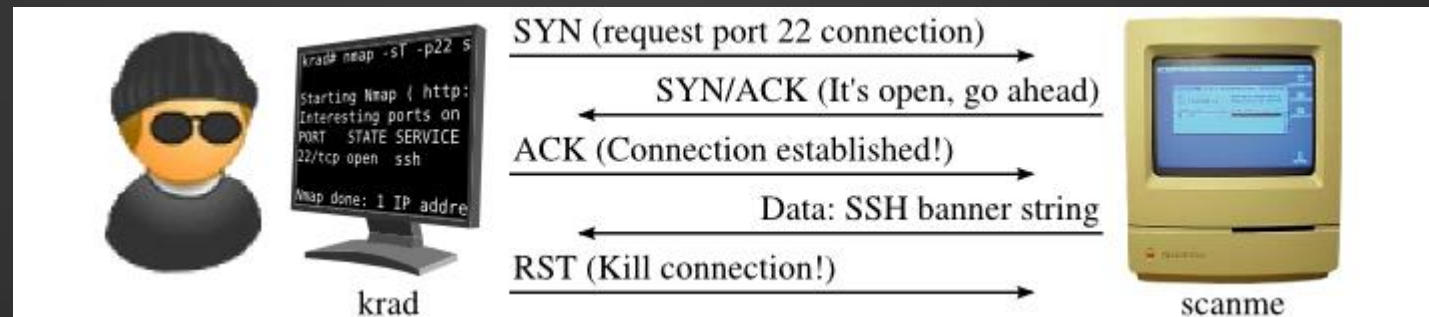 SYN (request port 22 connection)
SYN/ACK (It's open, go ahead)
ACK (Connection established!)
Data: SSH banner string
RST (Kill connection!)
krad# nmap -sT -p22 s
Starting Nmap ( http:
Interesting ports on
PORT STATE SERVICE
22/tcp open ssh
Nmap done: 1 IP addre
krad
scanme